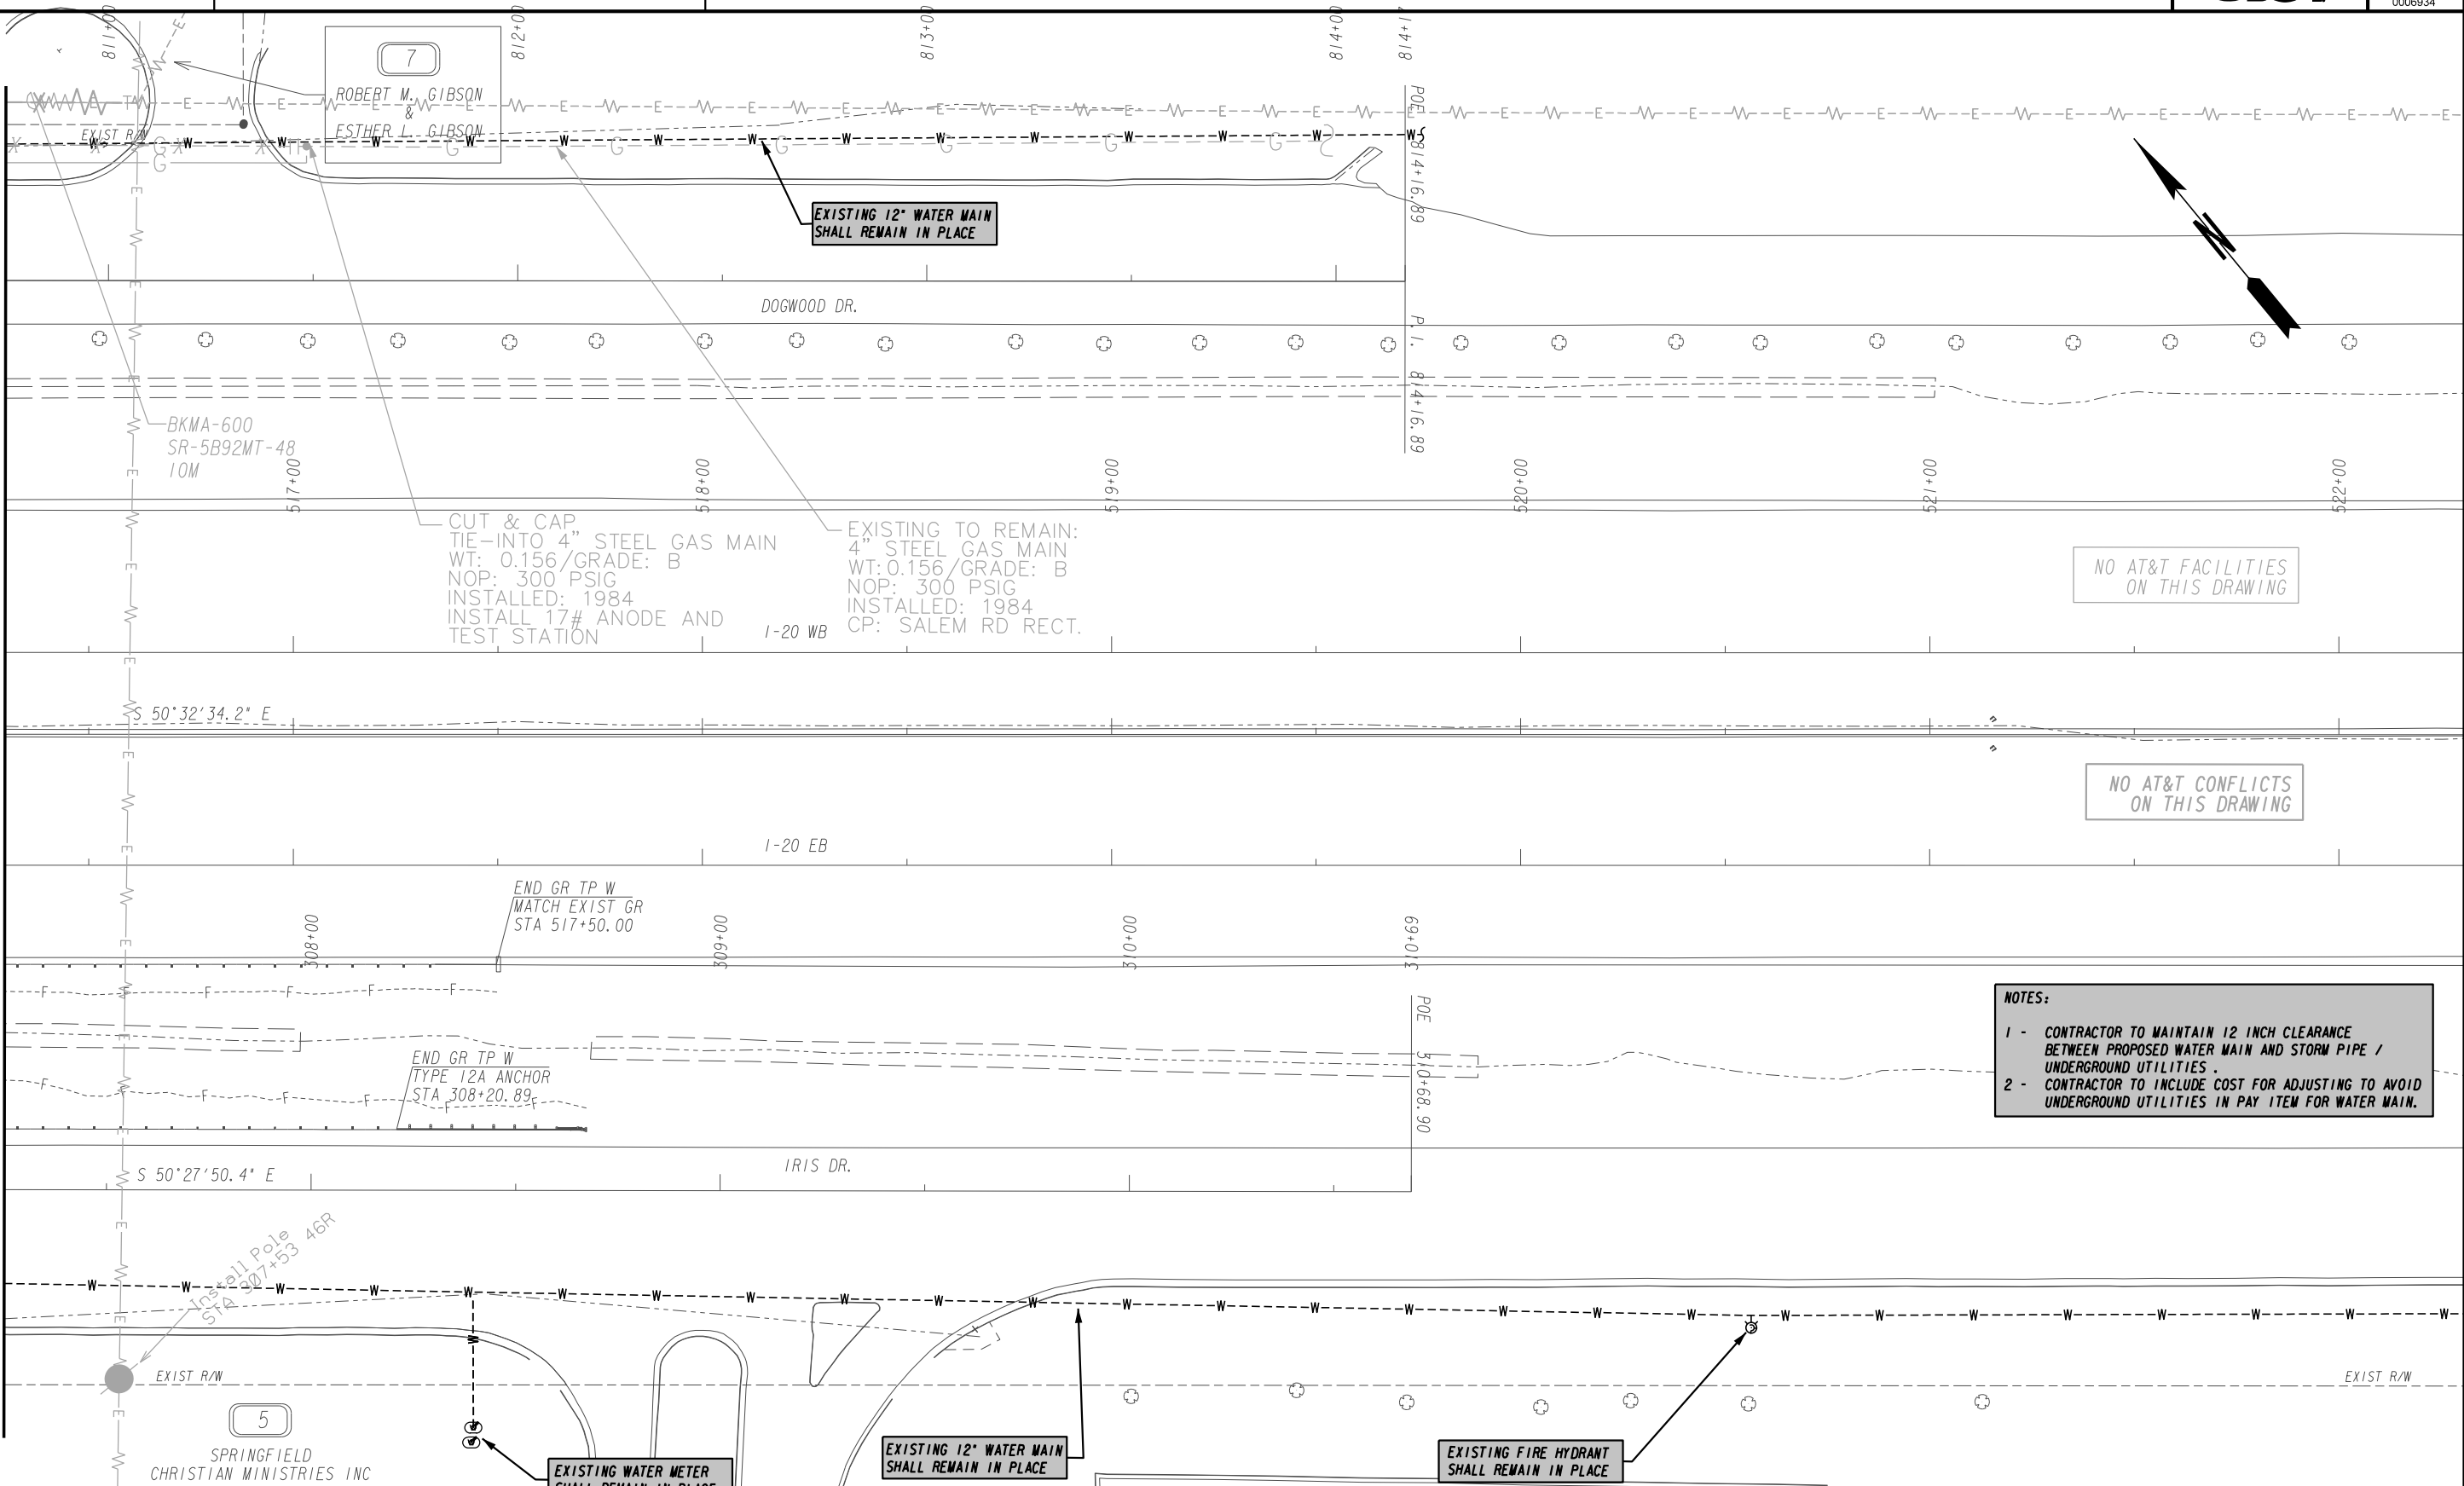 0006934
811+00
812+00
813+00
814+00
814+17
7
ROBERT M. GIBSON
&
ESTHER L. GIBSON
EXIST R/W
POE 814+16.89
EXISTING 12" WATER MAIN
SHALL REMAIN IN PLACE
N
DOGWOOD DR.
P.I. 814+16.89
BKMA-600
SR-5B92MT-48
10M
517+00
518+00
519+00
520+00
521+00
522+00
CUT & CAP
TIE-INTO 4” STEEL GAS MAIN
WT: 0.156/GRADE: B
NOP: 300 PSIG
INSTALLED: 1984
INSTALL 17# ANODE AND
TEST STATION
EXISTING TO REMAIN:
4” STEEL GAS MAIN
WT:0.156/GRADE: B
NOP: 300 PSIG
INSTALLED: 1984
CP: SALEM RD RECT.
NO AT&T FACILITIES
ON THIS DRAWING
I-20 WB
S 50°32'34.2" E
NO AT&T CONFLICTS
ON THIS DRAWING
I-20 EB
END GR TP W
MATCH EXIST GR
STA 517+50.00
308+00
309+00
310+00
310+69
POE 310+68.90
END GR TP W
TYPE 12A ANCHOR
STA 308+20.89
NOTES:
1 - CONTRACTOR TO MAINTAIN 12 INCH CLEARANCE
BETWEEN PROPOSED WATER MAIN AND STORM PIPE /
UNDERGROUND UTILITIES .
2 - CONTRACTOR TO INCLUDE COST FOR ADJUSTING TO AVOID
UNDERGROUND UTILITIES IN PAY ITEM FOR WATER MAIN.
IRIS DR.
S 50°27'50.4" E
Install Pole
STA 307+53 46R
EXIST R/W
EXIST R/W
5
SPRINGFIELD
CHRISTIAN MINISTRIES INC
EXISTING WATER METER
SHALL REMAIN IN PLACE
EXISTING 12" WATER MAIN
SHALL REMAIN IN PLACE
EXISTING FIRE HYDRANT
SHALL REMAIN IN PLACE